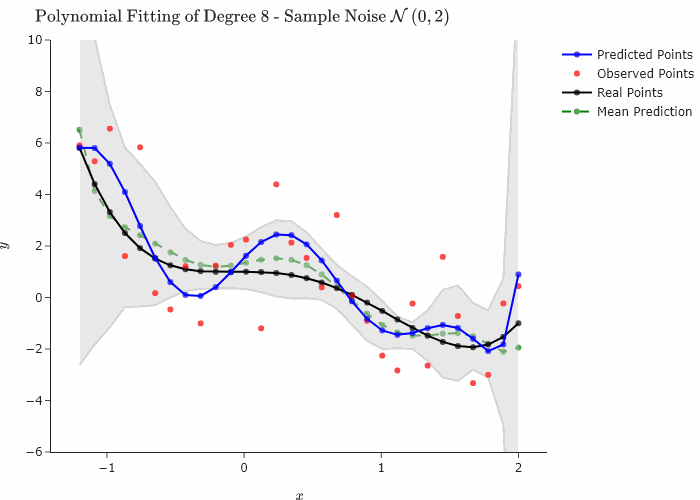 Polynomial Fitting of Degree 8 - Sample Noise 𝒩 (0, 2)
Predicted Points
Observed Points
Real Points
Mean Prediction
10
8
6
4
2
0
−2
−4
−6
y
−1
0
1
2
x